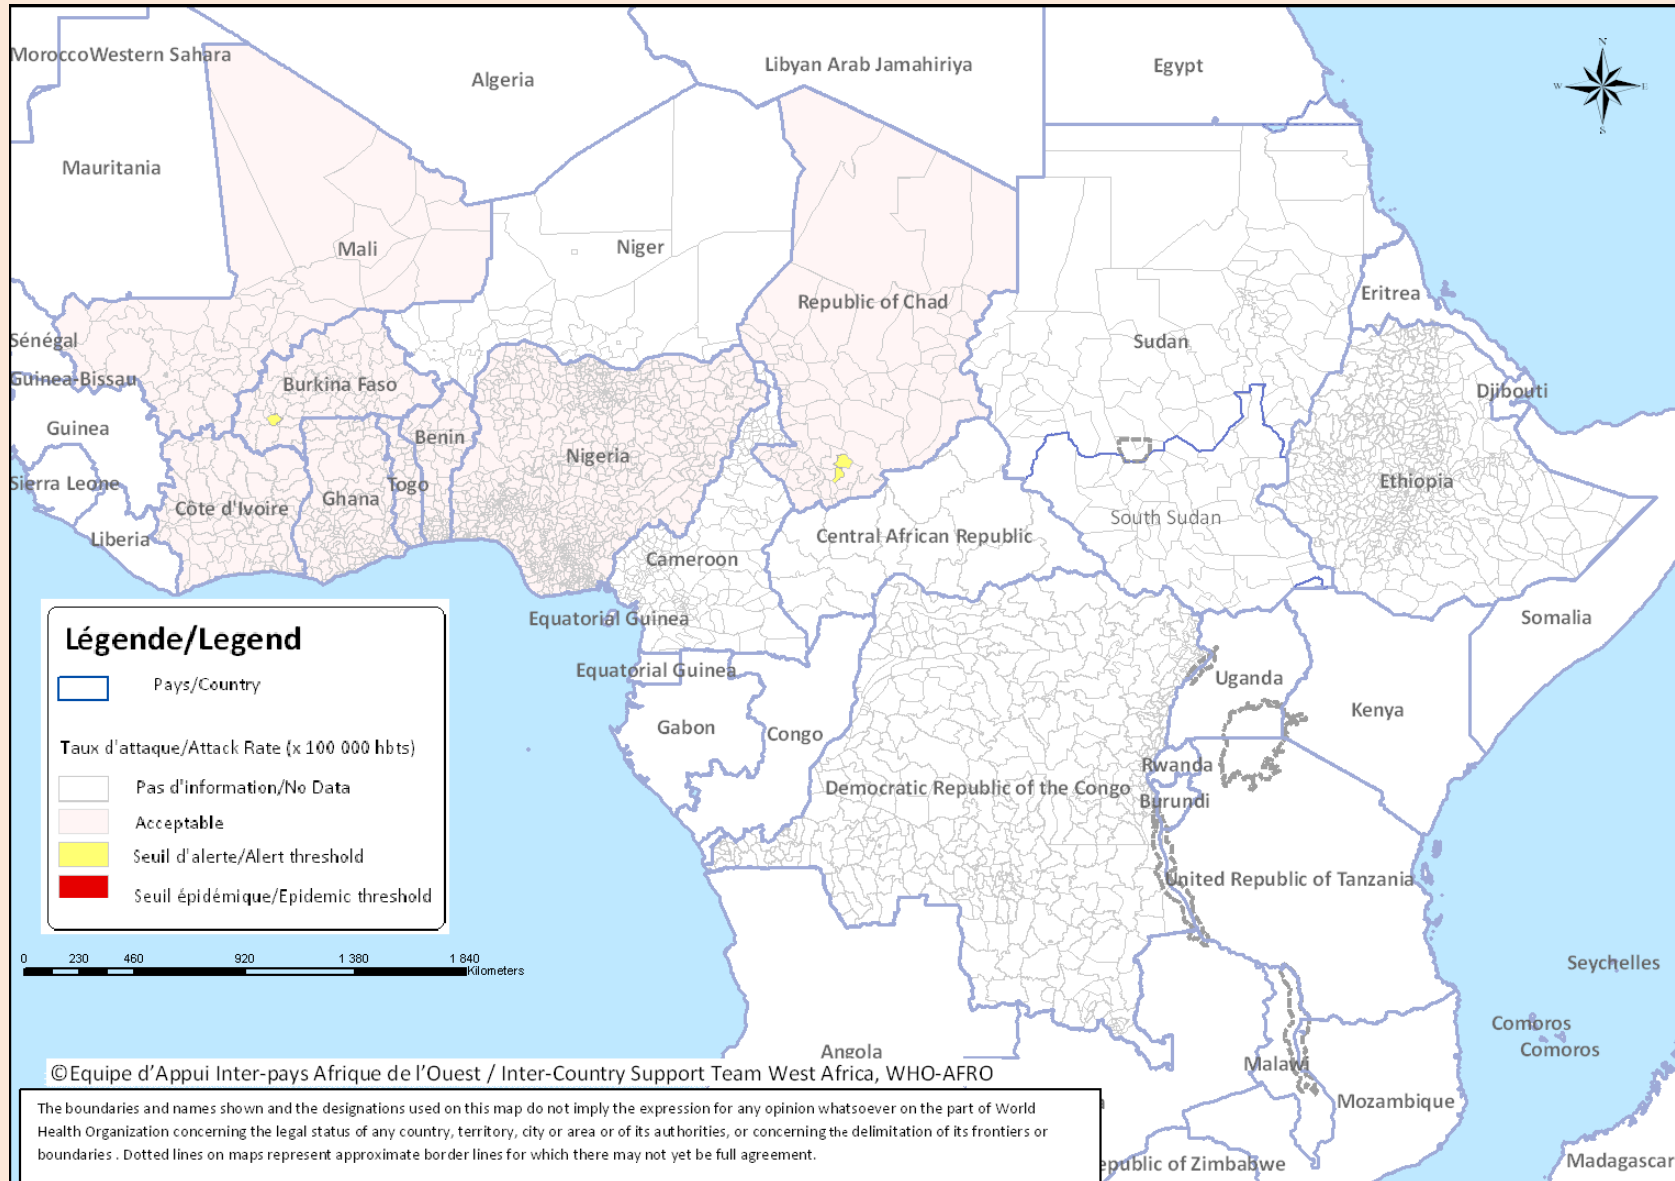 N
W
E
S
MoroccoWestern Sahara
Algeria
Libyan Arab Jamahiriya
Egypt
Mauritania
Mali
Niger
Republic of Chad
Sudan
Eritrea
Sénégal
Guinea-Bissau
Burkina Faso
Djibouti
Guinea
Benin
Nigeria
Sierra Leone
Côte d'Ivoire
Ghana
Togo
Ethiopia
South Sudan
Liberia
Central African Republic
Cameroon
Equatorial Guinea
Somalia
Equatorial Guinea
Uganda
Gabon
Congo
Kenya
Rwanda
Democratic Republic of the Congo
Burundi
United Republic of Tanzania
Seychelles
Comoros
Comoros
Angola
Malawi
Mozambique
epublic of Zimbabwe
Madagascar
Légende/Legend
Pays/Country
Taux d'attaque/Attack Rate (x 100 000 hbts)
Pas d'information/No Data
Acceptable
Seuil d'alerte/Alert threshold
Seuil épidémique/Epidemic threshold
0 230 460 920 1 380 1 840
Kilometers
©Equipe d'Appui Inter-pays Afrique de l'Ouest / Inter-Country Support Team West Africa, WHO-AFRO
The boundaries and names shown and the designations used on this map do not imply the expression for any opinion whatsoever on the part of World
Health Organization concerning the legal status of any country, territory, city or area or of its authorities, or concerning the delimitation of its frontiers or
boundaries . Dotted lines on maps represent approximate border lines for which there may not yet be full agreement.